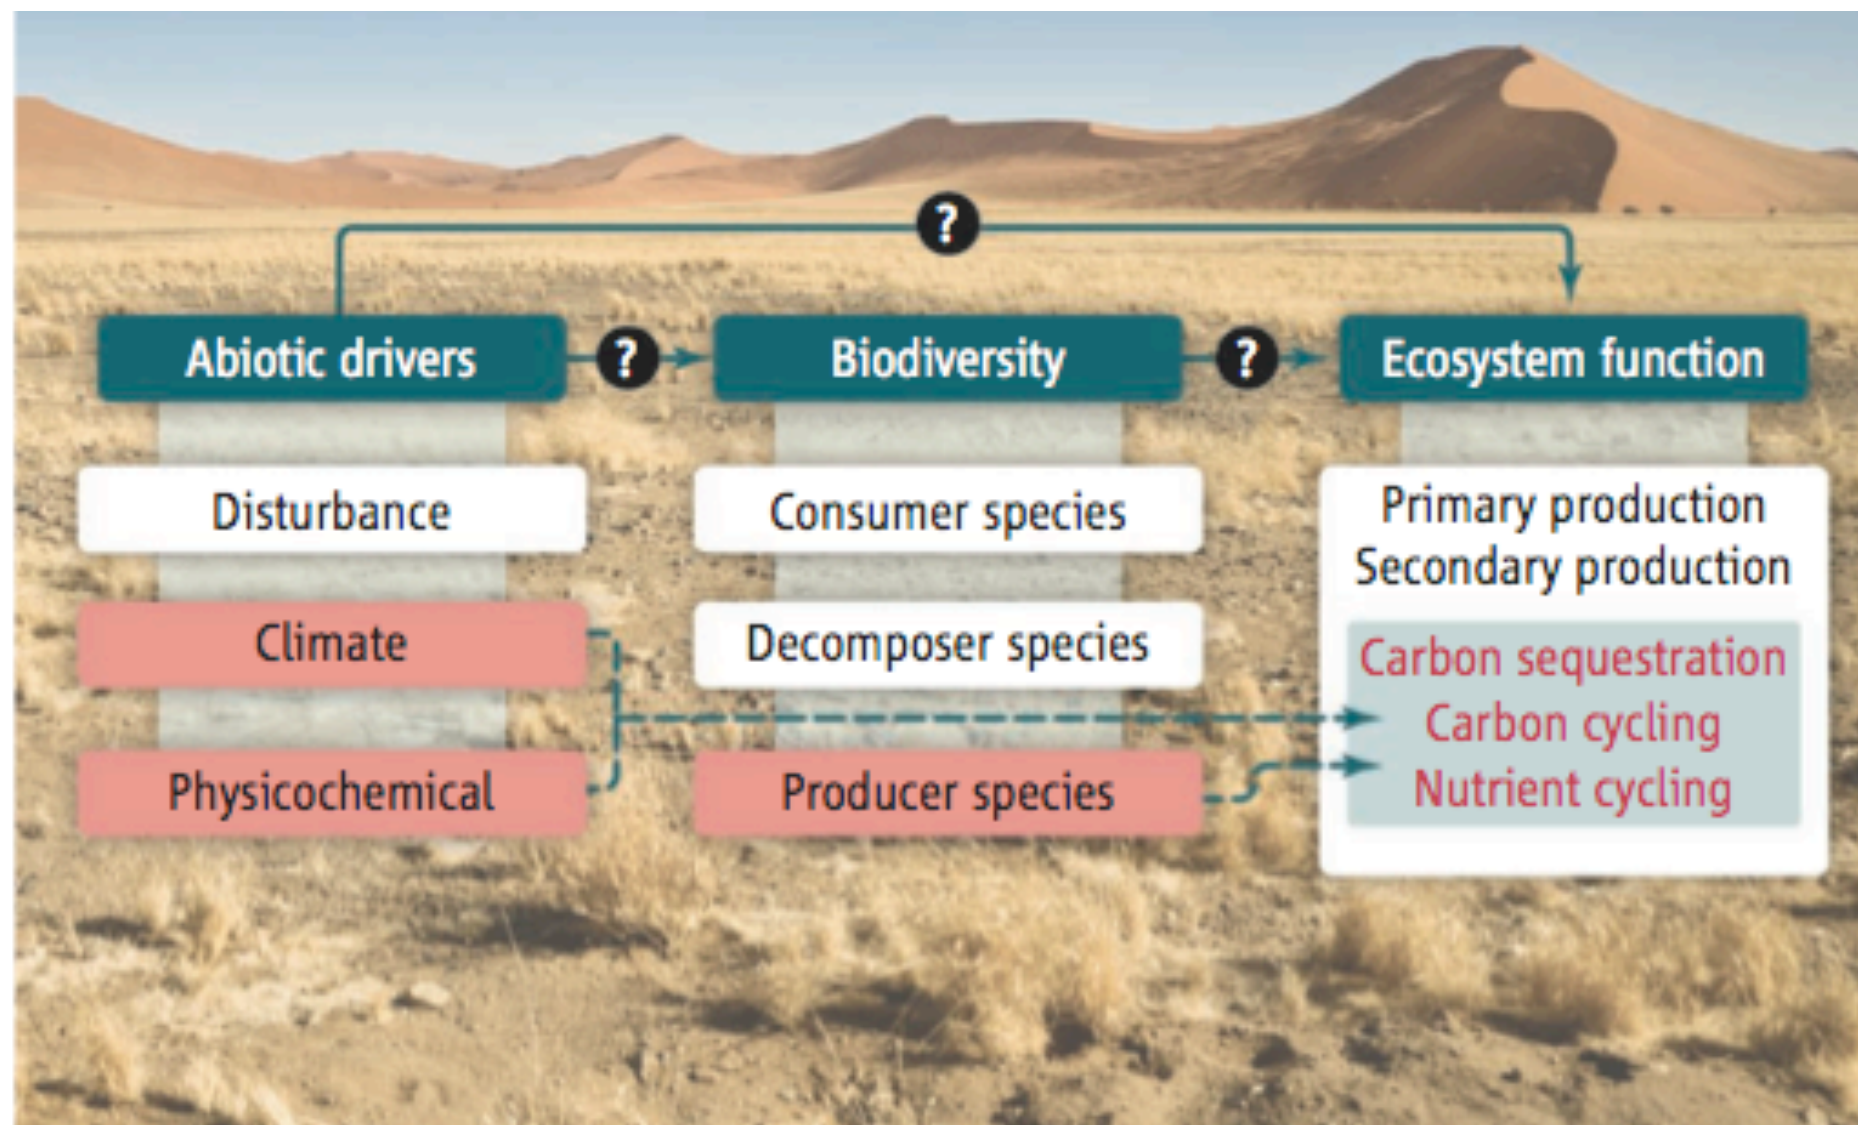 ?
Abiotic drivers
?
Biodiversity
?
Ecosystem function
Disturbance
Climate
Physicochemical
Consumer species
Decomposer species
Producer species
Primary production
Secondary production
Carbon sequestration
Carbon cycling
Nutrient cycling